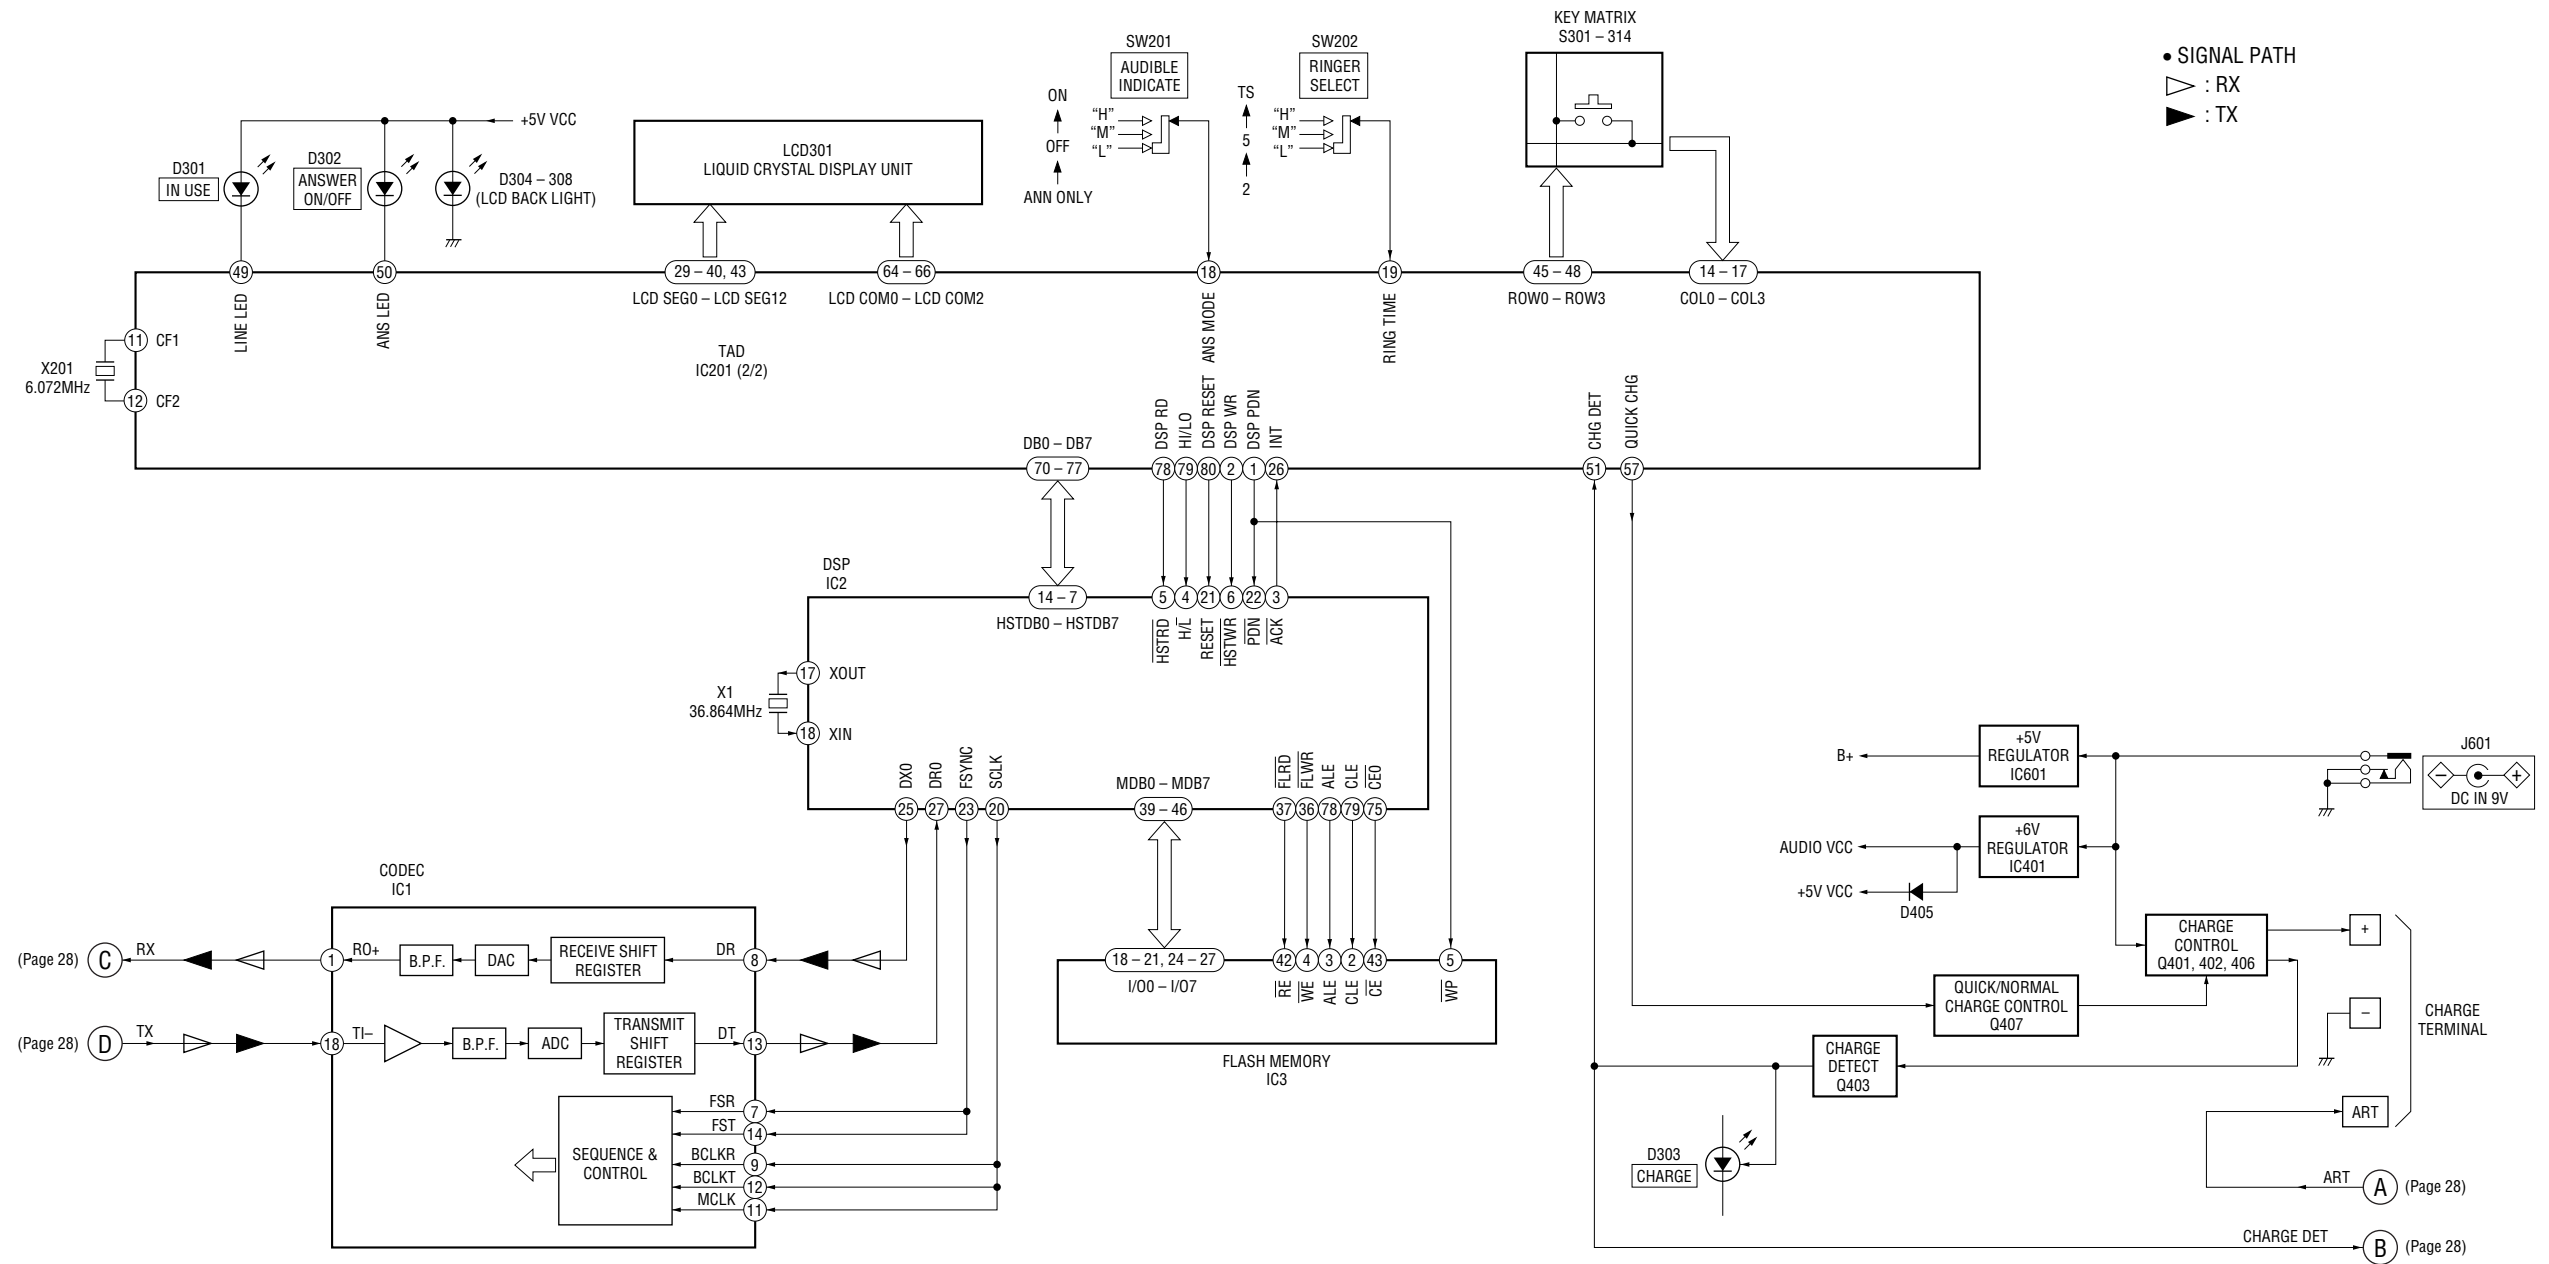 KEY MATRIX
S301 – 314
• SIGNAL PATH
: RX
: TX
SW201
AUDIBLE
INDICATE
SW202
RINGER
SELECT
ON
OFF
ANN ONLY
"H"
"M"
"L"
TS
5
2
"H"
"M"
"L"
+5V VCC
D301
IN USE
D302
ANSWER
ON/OFF
D304 – 308
(LCD BACK LIGHT)
LCD301
LIQUID CRYSTAL DISPLAY UNIT
49
50
29 – 40, 43
64 – 66
18
19
45 – 48
14 – 17
LINE LED
ANS LED
LCD SEG0 – LCD SEG12
LCD COM0 – LCD COM2
ANS MODE
RING TIME
ROW0 – ROW3
COL0 – COL3
X201
6.072MHz
11
CF1
12
CF2
TAD
IC201 (2/2)
DB0 – DB7
DSP RD
HI/LO
DSP RESET
DSP WR
DSP PDN
INT
CHG DET
QUICK CHG
70 – 77
78
79
80
2
1
26
51
57
DSP
IC2
14 – 7
5
4
21
6
22
3
HSTDB0 – HSTDB7
HSTRD
H/L
RESET
HSTWR
PDN
ACK
X1
36.864MHz
17
XOUT
18
XIN
DX0
DR0
FSYNC
SCLK
MDB0 – MDB7
FLRD
FLWR
ALE
CLE
CE0
25
27
23
20
39 – 46
37
36
78
79
75
18 – 21, 24 – 27
42
4
3
2
43
5
I/O0 – I/O7
RE
WE
ALE
CLE
CE
WP
FLASH MEMORY
IC3
CODEC
IC1
(Page 28)
C
RX
1
RO+
B.P.F.
DAC
RECEIVE SHIFT
REGISTER
DR
8
(Page 28)
D
TX
18
TI–
B.P.F.
ADC
TRANSMIT
SHIFT
REGISTER
DT
13
SEQUENCE &
CONTROL
FSR
7
FST
14
BCLKR
9
BCLKT
12
MCLK
11
B+
+5V
REGULATOR
IC601
J601
– +
DC IN 9V
AUDIO VCC
+6V
REGULATOR
IC401
+5V VCC
D405
CHARGE
CONTROL
Q401, 402, 406
+
QUICK/NORMAL
CHARGE CONTROL
Q407
–
CHARGE
TERMINAL
CHARGE
DETECT
Q403
ART
D303
CHARGE
ART
A
(Page 28)
CHARGE DET
B
(Page 28)